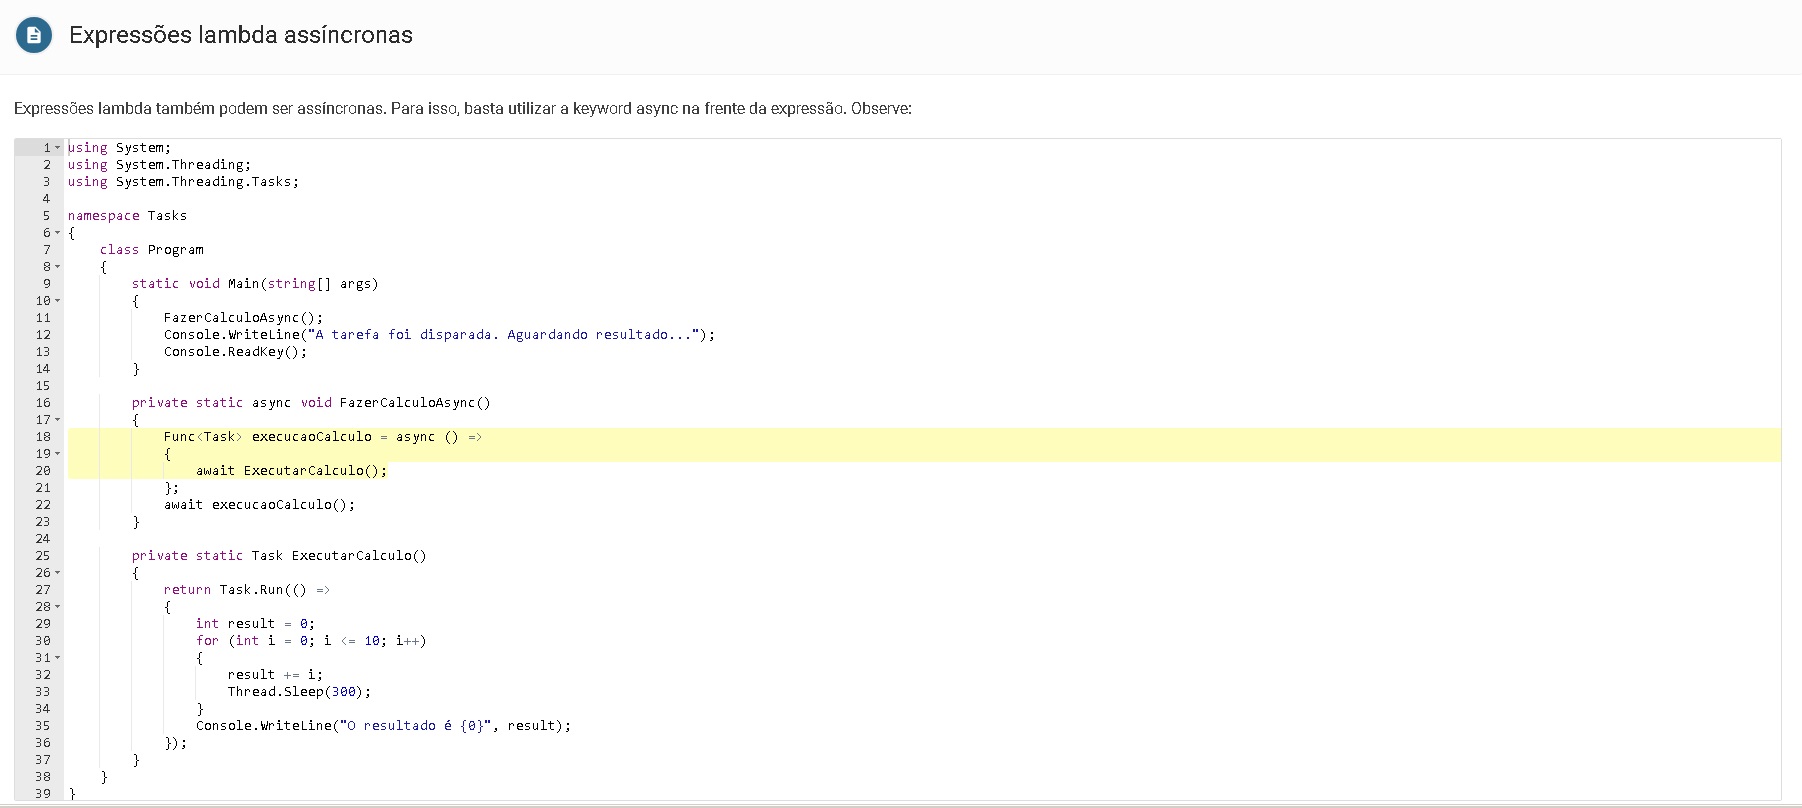 Expressões lambda assíncronas
Expressões lambda também podem ser assíncronas. Para isso, basta utilizar a keyword async na frente da expressão. Observe:
1 using System;
2 using System.Threading;
3 using System.Threading.Tasks;
4
5 namespace Tasks
6 {
7     class Program
8     {
9         static void Main(string[] args)
10         {
11             FazerCalculoAsync();
12             Console.WriteLine("A tarefa foi disparada. Aguardando resultado...");
13             Console.ReadKey();
14         }
15
16         private static async void FazerCalculoAsync()
17         {
18             Func<Task> execucaoCalculo = async () =>
19             {
20                 await ExecutarCalculo();
21             };
22             await execucaoCalculo();
23         }
24
25         private static Task ExecutarCalculo()
26         {
27             return Task.Run(() =>
28             {
29                 int result = 0;
30                 for (int i = 0; i <= 10; i++)
31                 {
32                     result += i;
33                     Thread.Sleep(300);
34                 }
35                 Console.WriteLine("O resultado é {0}", result);
36             });
37         }
38     }
39 }